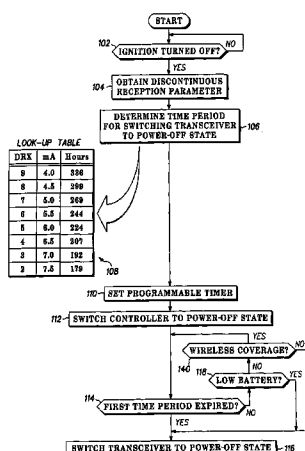 START
102
IGNITION TURNED OFF?
NO
YES
104
OBTAIN DISCONTINUOUS
RECEPTION PARAMETER
DETERMINE TIME PERIOD
FOR SWITCHING TRANSCEIVER
TO POWER-OFF STATE
106
LOOK-UP TABLE
DRX mA Hours
9 4.0 336
8 4.5 299
7 5.0 269
6 5.5 244
5 6.0 224
4 6.5 207
3 7.0 192
2 7.5 179
108
110
SET PROGRAMMABLE TIMER
112
SWITCH CONTROLLER TO POWER-OFF STATE
YES
WIRELESS COVERAGE?
NO
140
NO
118
LOW BATTERY?
YES
114
FIRST TIME PERIOD EXPIRED?
NO
YES
SWITCH TRANSCEIVER TO POWER-OFF STATE
116